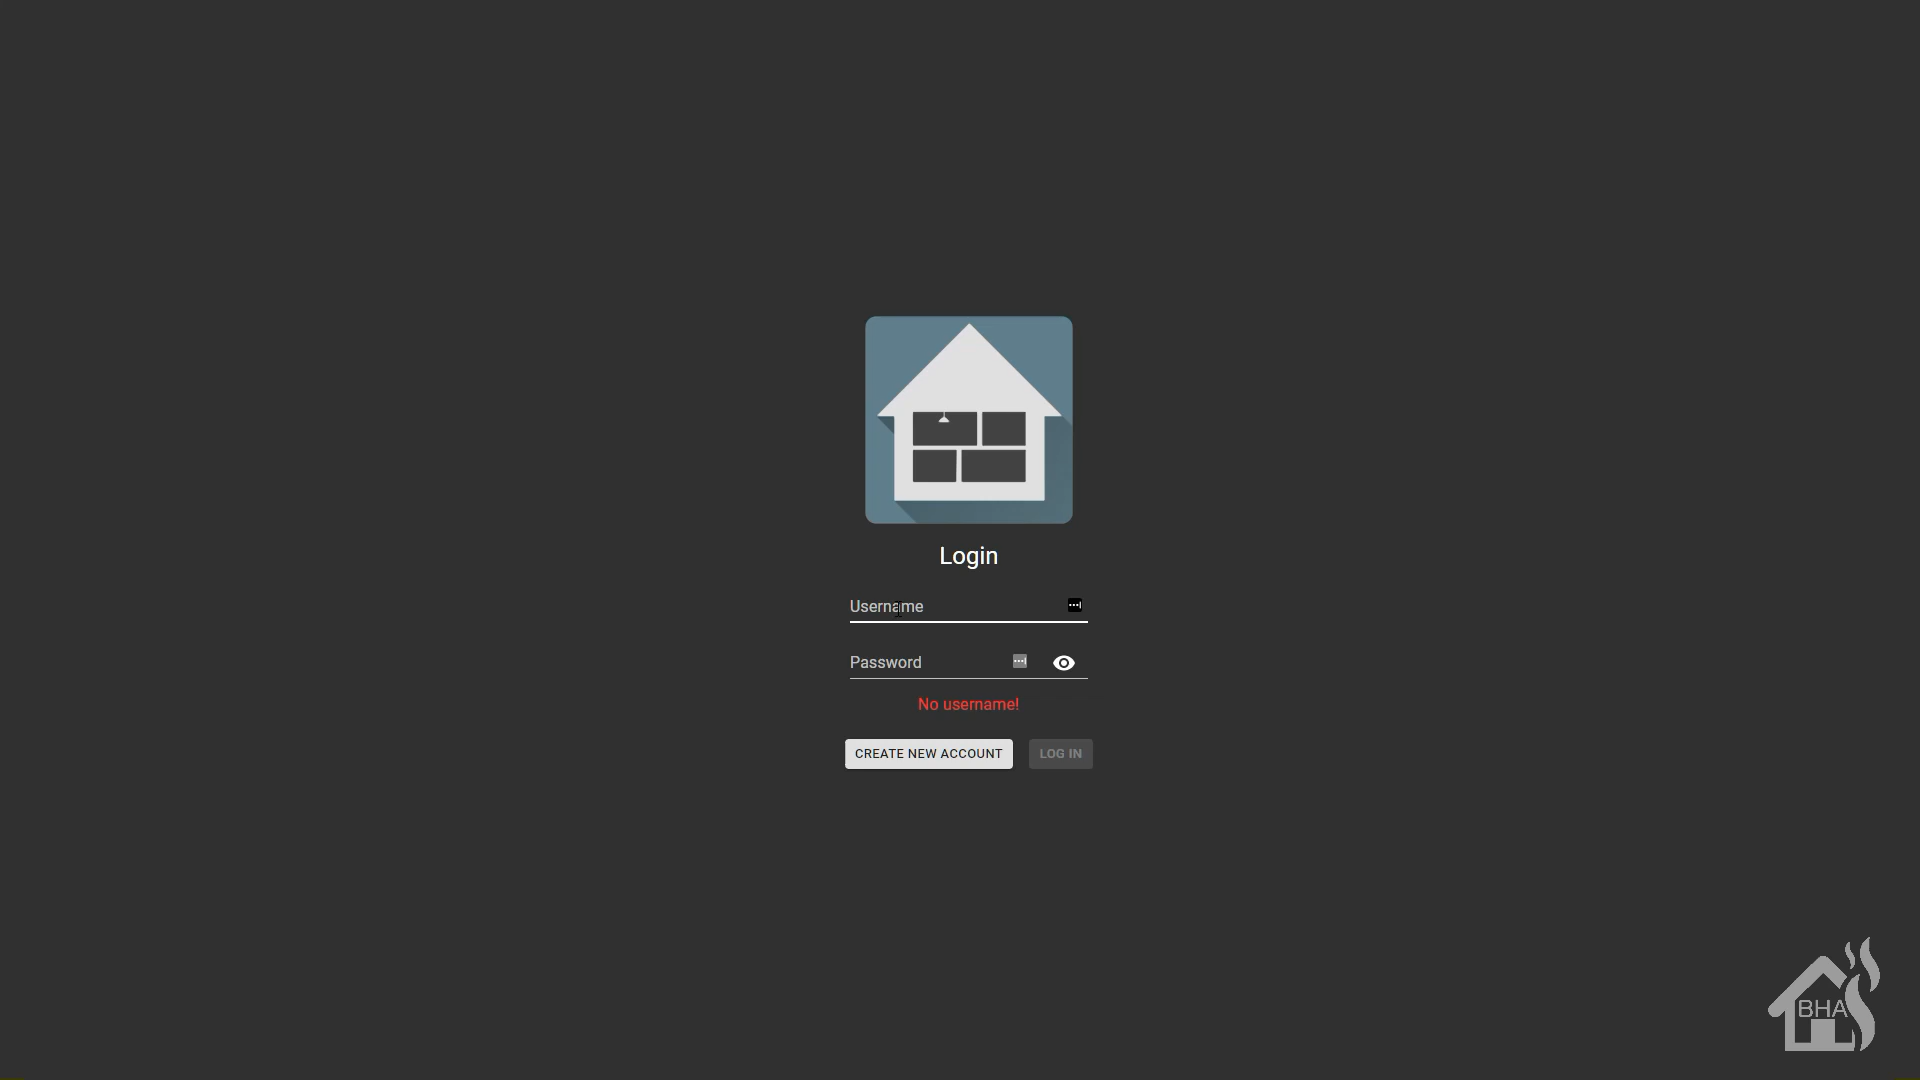 Login
Username
Password
No username!
CREATE NEW ACCOUNT
LOG IN
BHA